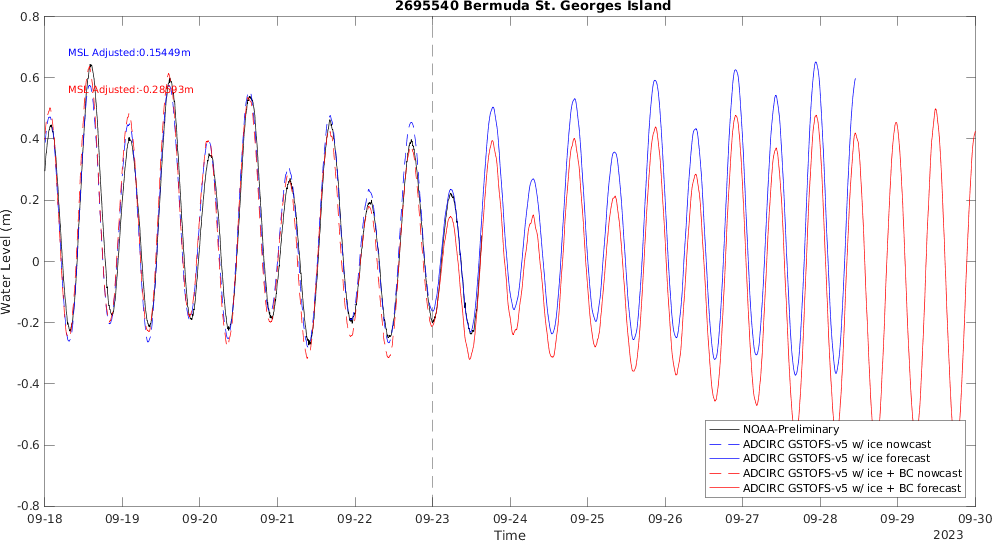 2695540 Bermuda St. Georges Island
0.8
0.6
0.4
0.2
0
-0.2
-0.4
-0.6
-0.8
Water Level (m)
MSL Adjusted:0.15449m
MSL Adjusted:-0.28593m
NOAA-Preliminary
ADCIRC GSTOFS-v5 w/ ice nowcast
ADCIRC GSTOFS-v5 w/ ice forecast
ADCIRC GSTOFS-v5 w/ ice + BC nowcast
ADCIRC GSTOFS-v5 w/ ice + BC forecast
09-18 09-19 09-20 09-21 09-22 09-23 09-24 09-25 09-26 09-27 09-28 09-29 09-30
Time
2023